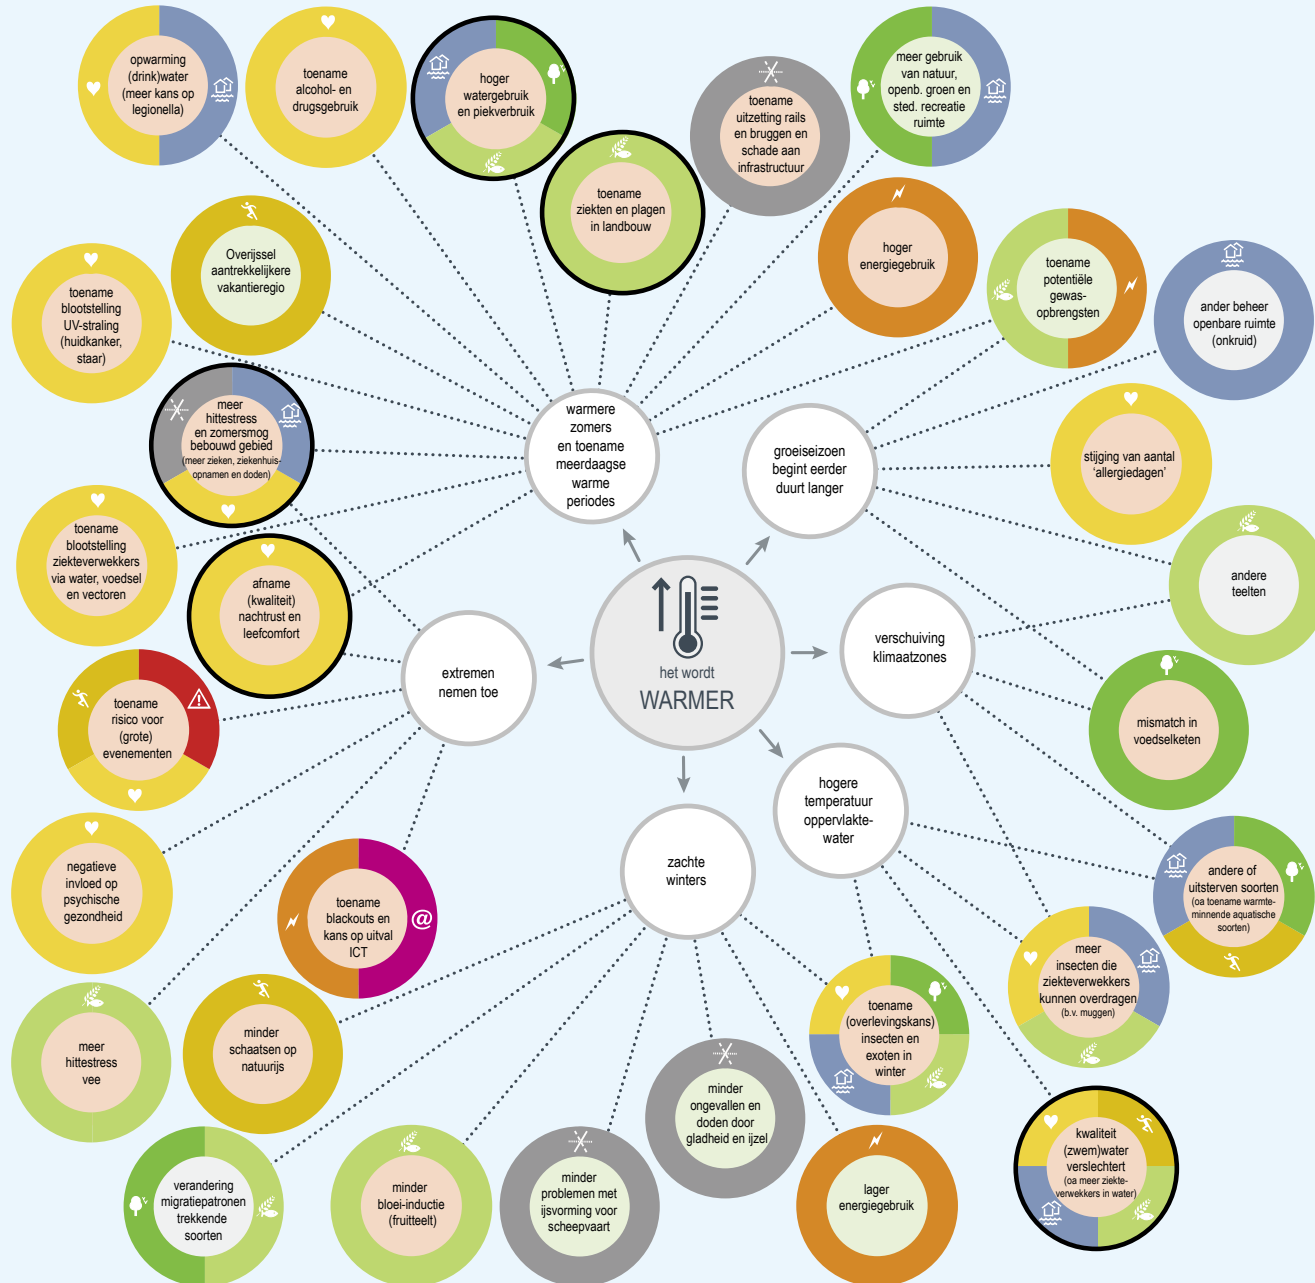 opwarming
(drink)water
(meer kans op
legionella)
toename
alcohol- en
drugsgebruik
hoger
watergebruik
en piekverbruik
toename
uitzetting rails
en bruggen en
schade aan
infrastructuur
meer gebruik
van natuur,
openb. groen en
sted. recreatie
ruimte
toename
ziekten en plagen
in landbouw
Overijssel
aantrekkelijkere
vakantieregio
hoger
energiegebruik
toename
potentiële
gewas-
opbrengsten
ander beheer
openbare ruimte
(onkruid)
toename
blootstelling
UV-straling
(huidkanker,
staar)
meer
hittestress
en zomersmog
bebouwd gebied
(meer zieken, ziekenhuis-
opnamen en doden)
warmere
zomers
en toename
meerdaagse
warme
periodes
groeiseizoen
begint eerder
duurt langer
stijging van aantal
'allergiedagen'
toename
blootstelling
ziekteverwekkers
via water, voedsel
en vectoren
afname
(kwaliteit)
nachtrust en
leefcomfort
andere
teelten
extremen
nemen toe
het wordt
WARMER
verschuiving
klimaatzones
toename
risico voor
(grote)
evenementen
mismatch in
voedselketen
hogere
temperatuur
oppervlakte-
water
negatieve
invloed op
psychische
gezondheid
toename
blackouts en
kans op uitval
ICT
@
zachte
winters
andere of
uitsterven soorten
(oa toename warmte-
minnende aquatische
soorten)
meer
insecten die
ziekteverwekkers
kunnen overdragen
(b.v. muggen)
meer
hittestress
vee
minder
schaatsen op
natuurijs
toename
(overlevingskans)
insecten en
exoten in
winter
minder
ongevallen en
doden door
gladheid en ijzel
kwaliteit
(zwem)water
verslechtert
(oa meer ziekte-
verwekkers in water)
verandering
migratiepatronen
trekkende
soorten
minder
bloei-inductie
(fruitteelt)
minder
problemen met
ijsvorming voor
scheepvaart
lager
energiegebruik